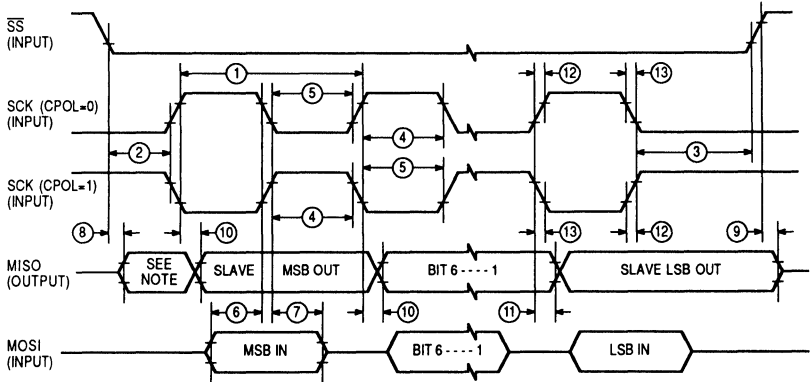 SS
(INPUT)
1
12
13
5
SCK (CPOL=0)
(INPUT)
2
4
3
5
SCK (CPOL=1)
(INPUT)
4
13
12
8
10
9
MISO
(OUTPUT)
SEE
NOTE
SLAVE
MSB OUT
BIT 6 - - - - 1
SLAVE LSB OUT
6
7
10
11
MOSI
(INPUT)
MSB IN
BIT 6 - - - - 1
LSB IN